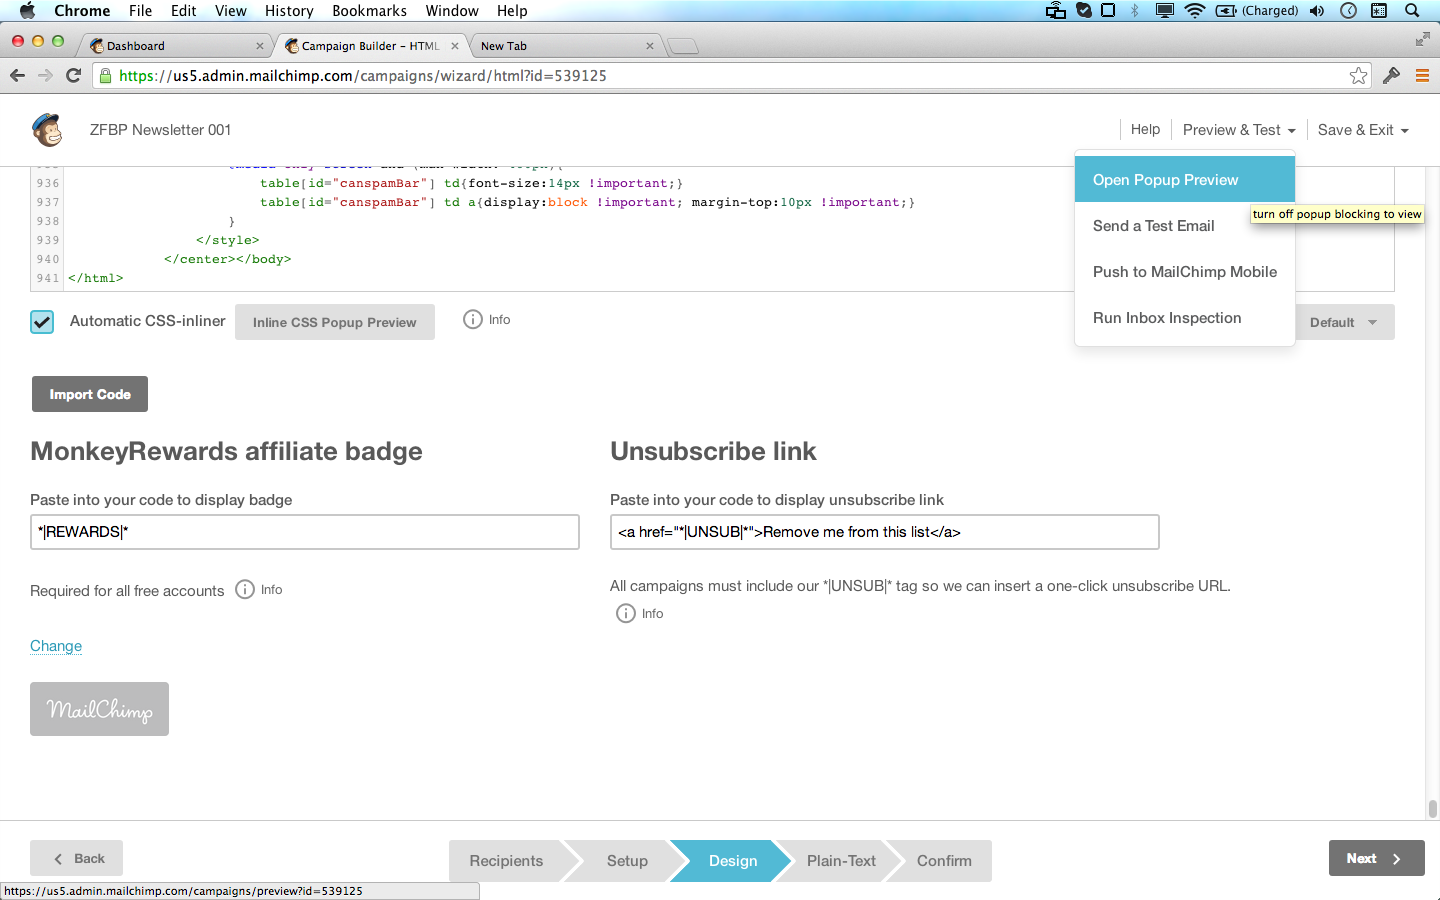 Chrome File Edit View History Bookmarks Window Help (Charged)
Dashboard
Campaign Builder – HTML
New Tab
https://us5.admin.mailchimp.com/campaigns/wizard/html?id=539125
ZFBP Newsletter 001
Help
Preview & Test
Save & Exit
Open Popup Preview
Send a Test Email
Push to MailChimp Mobile
Run Inbox Inspection
turn off popup blocking to view
936 table[id="canspamBar"] td{font-size:14px !important;}
937 table[id="canspamBar"] td a{display:block !important; margin-top:10px !important;}
938 }
939 </style>
940 </center></body>
941 </html>
Automatic CSS-inliner
Inline CSS Popup Preview
Info
Default
Import Code
MonkeyRewards affiliate badge
Paste into your code to display badge
*|REWARDS|*
Required for all free accounts
Info
Change
MailChimp
Unsubscribe link
Paste into your code to display unsubscribe link
<a href="*|UNSUB|*">Remove me from this list</a>
All campaigns must include our *|UNSUB|* tag so we can insert a one-click unsubscribe URL.
Info
Back
Recipients
Setup
Design
Plain-Text
Confirm
Next
https://us5.admin.mailchimp.com/campaigns/preview?id=539125